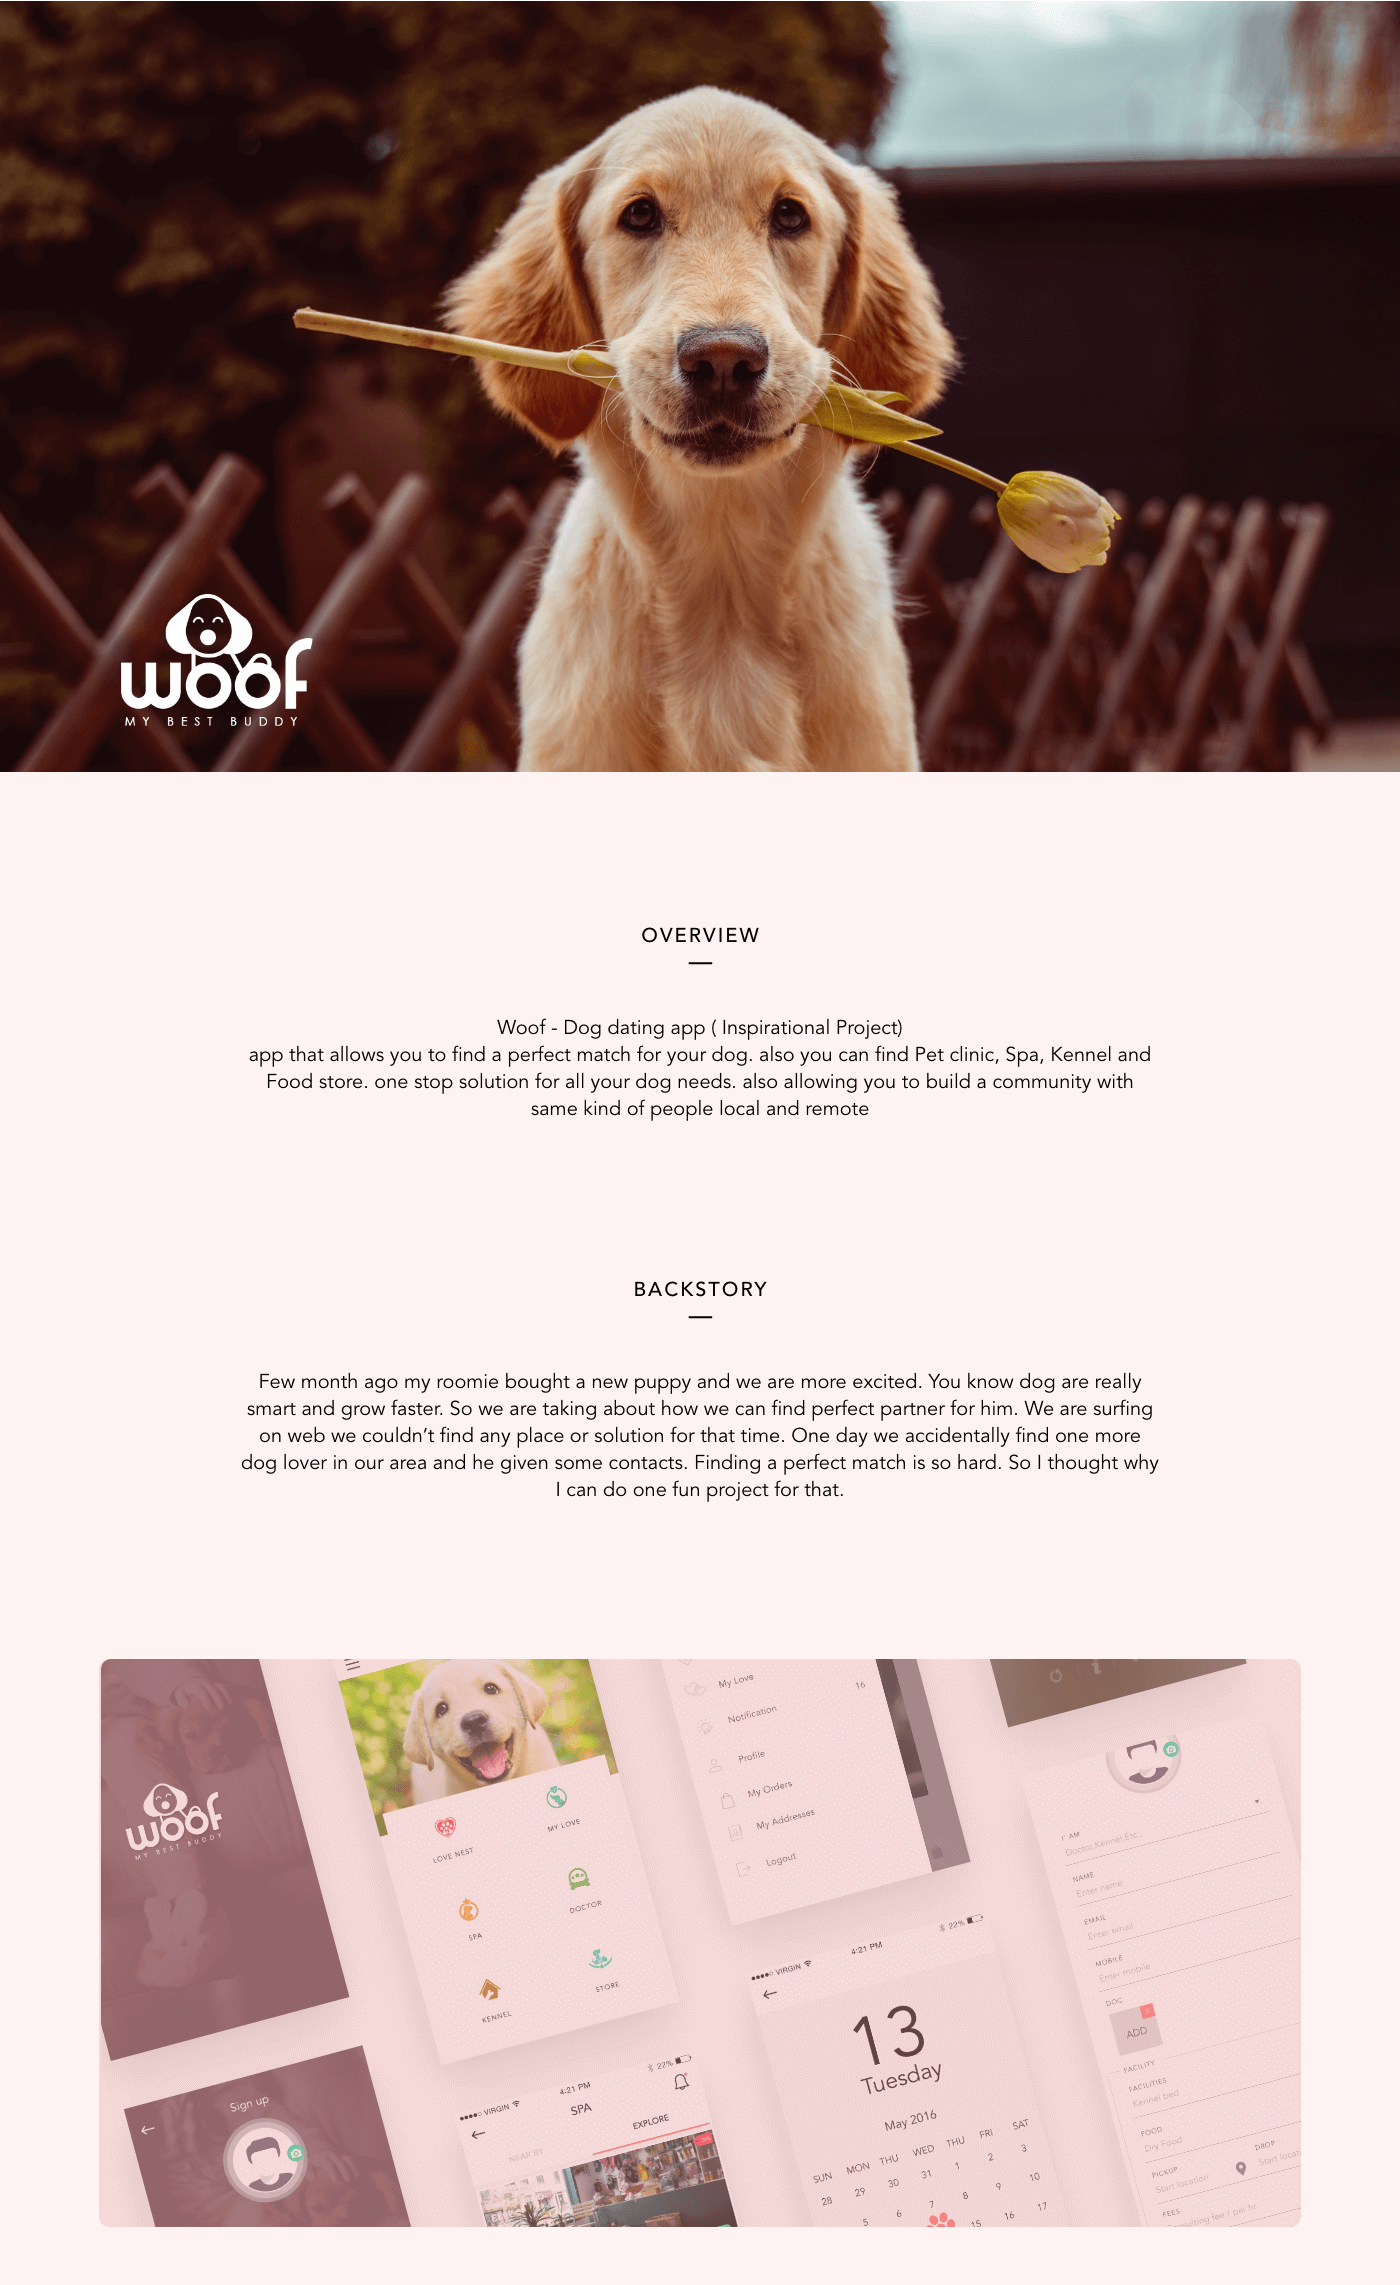 woof
MY BEST BUDDY
OVERVIEW
Woof - Dog dating app ( Inspirational Project)
app that allows you to find a perfect match for your dog. also you can find Pet clinic, Spa, Kennel and
Food store. one stop solution for all your dog needs. also allowing you to build a community with
same kind of people local and remote
BACKSTORY
Few month ago my roomie bought a new puppy and we are more excited. You know dog are really
smart and grow faster. So we are taking about how we can find perfect partner for him. We are surfing
on web we couldn't find any place or solution for that time. One day we accidentally find one more
dog lover in our area and he given some contacts. Finding a perfect match is so hard. So I thought why
I can do one fun project for that.
woof
MY BEST BUDDY
LOVE NEST
MY LOVE
SPA
DOCTOR
KENNEL
STORE
My Love
16
Notification
Profile
My Orders
My Addresses
Logout
I' AM
Doctor,Kennel Etc..
NAME
Enter name
EMAIL
Enter email
MOBILE
Enter mobile
DOG
ADD
FACILITY
FACILITIES
Kennel bed
FOOD
Dry Food
PICKUP
DROP
Start location
Start
FEES
fee / pet hr
Sign up
VIRGIN
4:21 PM
22%
SPA
NEAR BY
EXPLORE
VIRGIN
4:21 PM
22%
13
Tuesday
May 2016
SUN MON THU WED THU FRI SAT
28 29 30 31 1 2 3
5 6 7 8 9 10
15 16 17